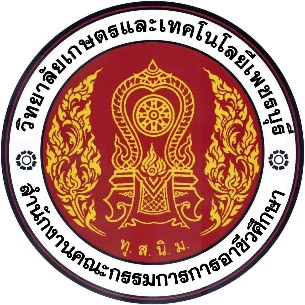 วิทยาลัยเกษตรและเทคโนโลยีเพชรบุรี
ทุ. ส. นิ. ม.
สำนักงานคณะกรรมการการอาชีวศึกษา